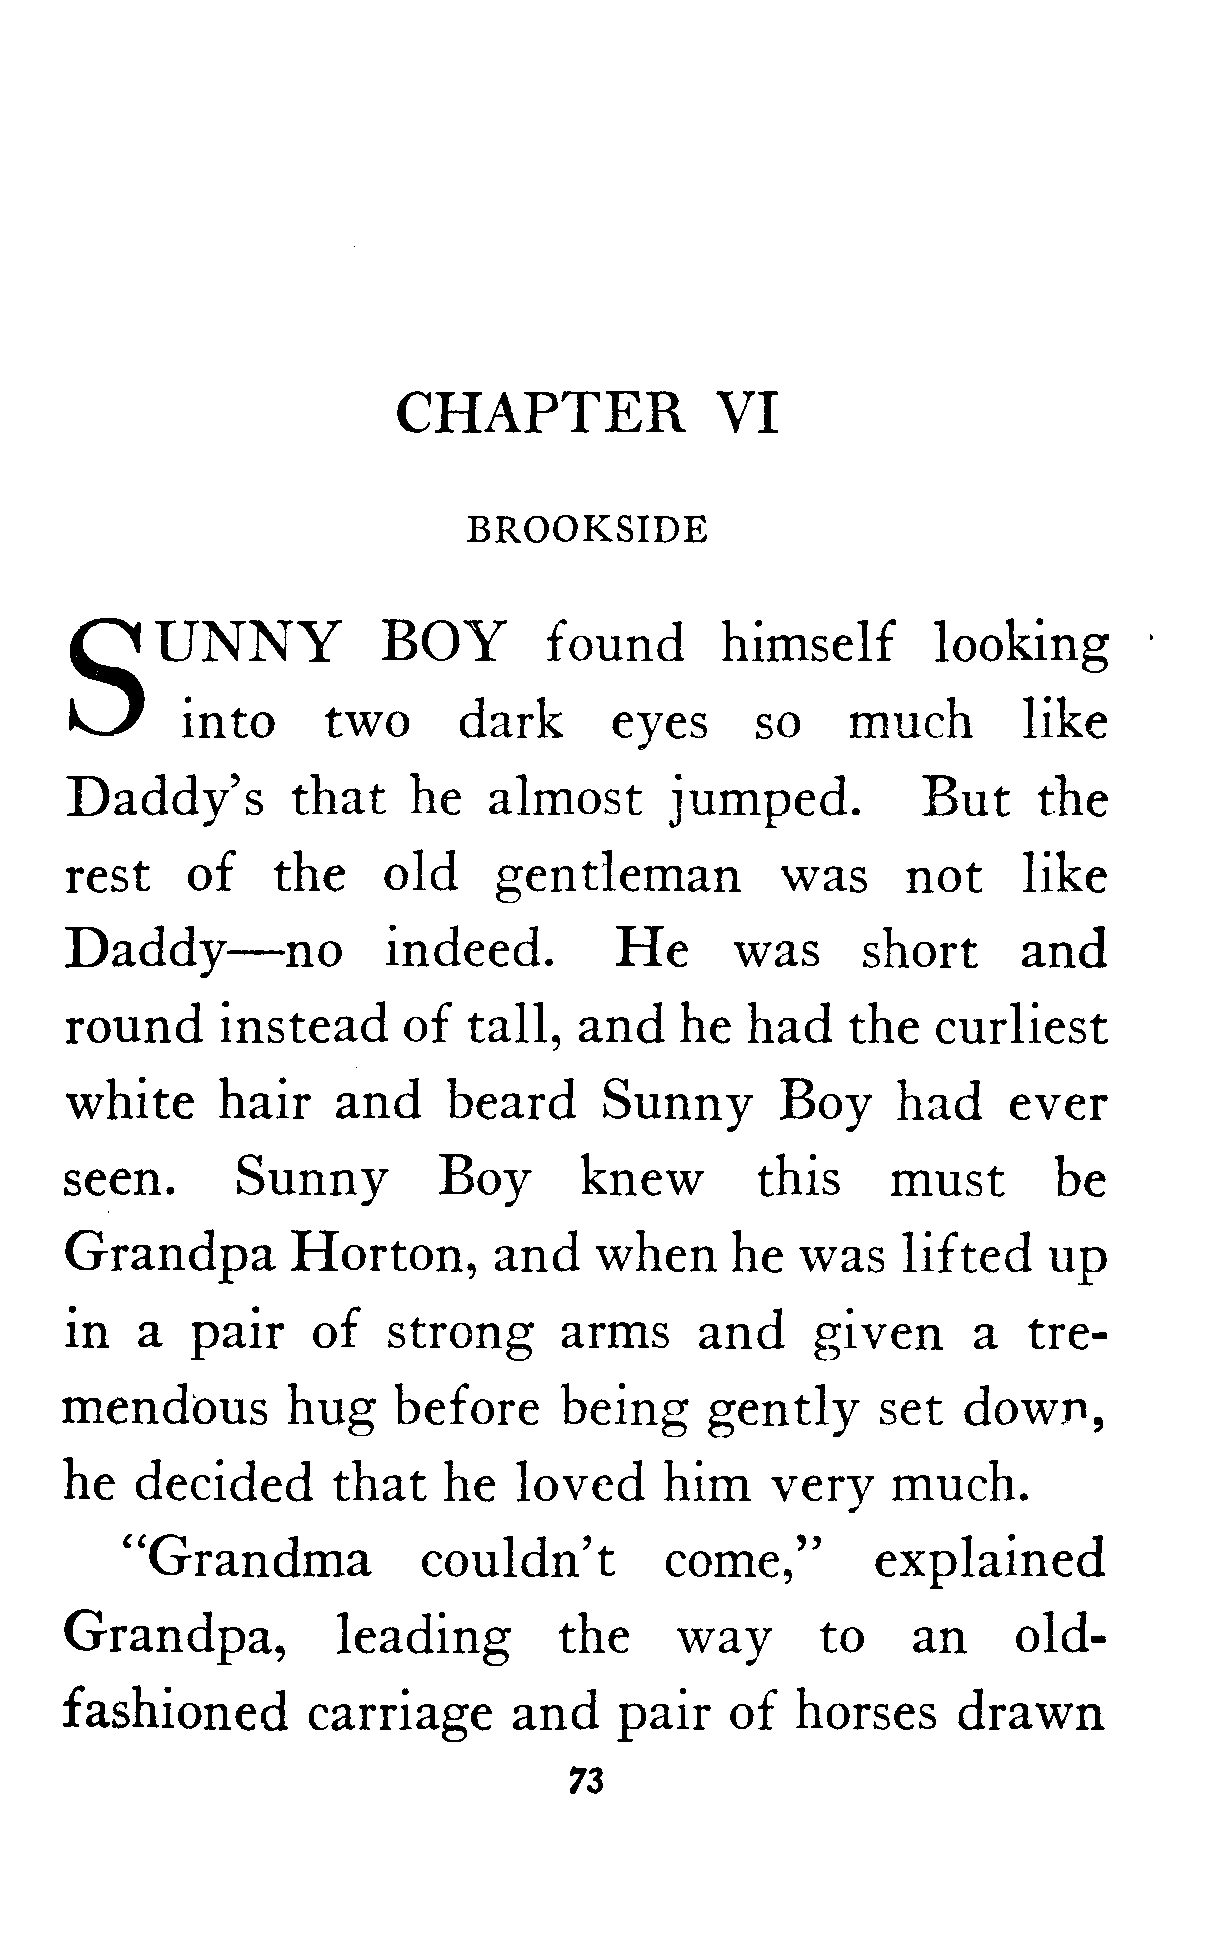 CHAPTER VI
BROOKSIDE
SUNNY BOY found himself looking
into two dark eyes so much like
Daddy's that he almost jumped. But the
rest of the old gentleman was not like
Daddy—no indeed. He was short and
round instead of tall, and he had the curliest
white hair and beard Sunny Boy had ever
seen. Sunny Boy knew this must be
Grandpa Horton, and when he was lifted up
in a pair of strong arms and given a tre-
mendous hug before being gently set down,
he decided that he loved him very much.
"Grandma couldn't come," explained
Grandpa, leading the way to an old-
fashioned carriage and pair of horses drawn
73